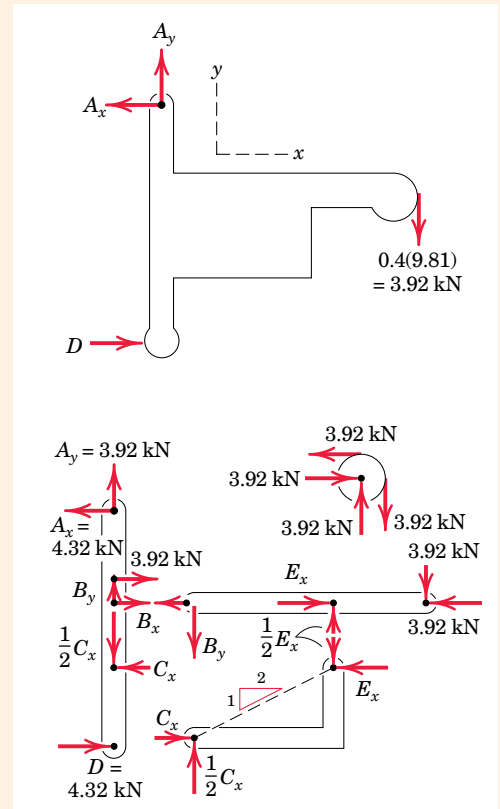 A_y
A_x
y
x
0.4(9.81)
= 3.92 kN
D
A_y = 3.92 kN
3.92 kN
3.92 kN
A_x =
4.32 kN
3.92 kN
3.92 kN
3.92 kN
3.92 kN
E_x
B_y
B_x
B_y
3.92 kN
1/2 C_x
1/2 E_x
C_x
E_x
2
1
C_x
D =
4.32 kN
1/2 C_x